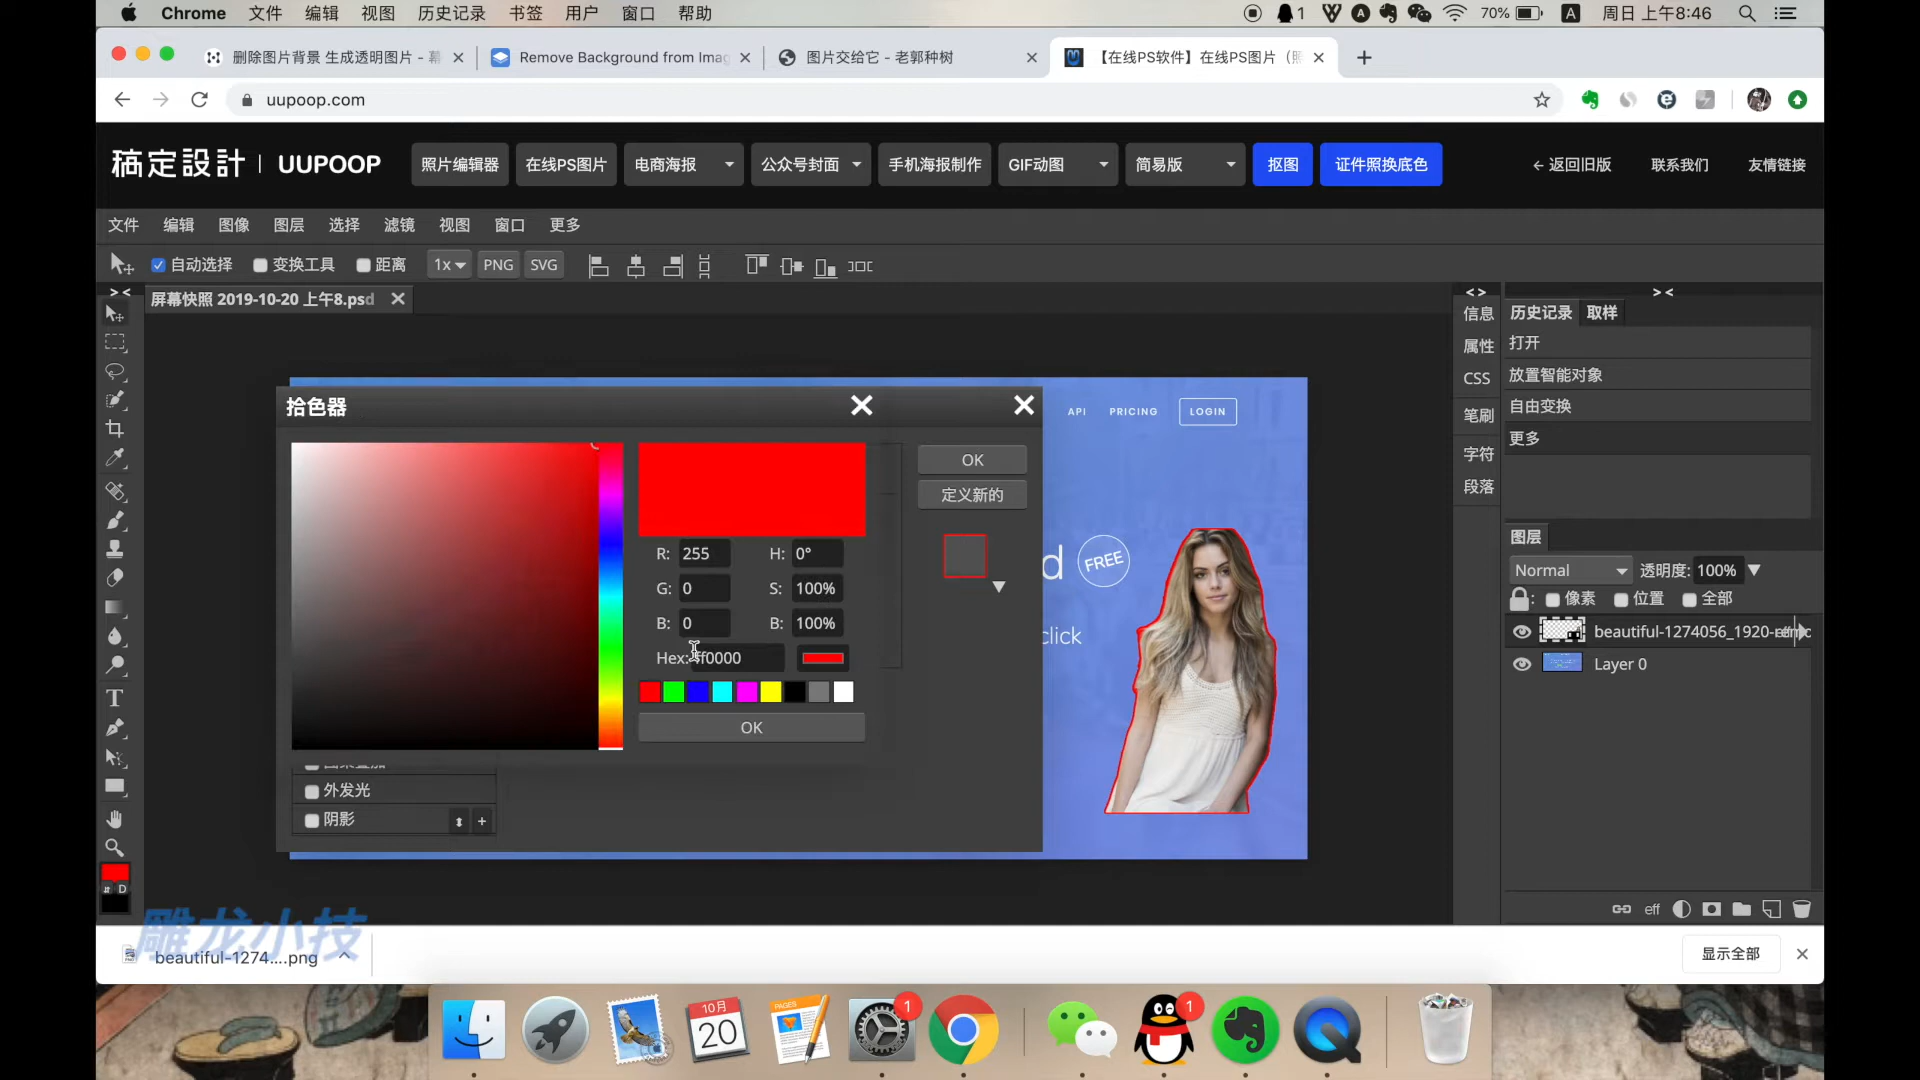 Chrome 文件 编辑 视图 历史记录 书签 用户 窗口 帮助 1 70% A 周日 上午8:46
删除图片背景 生成透明图片 - 幕 Remove Background from Imag 图片交给它 - 老郭种树 【在线PS软件】在线PS图片（照
uupoop.com
稿定設計 | UUPOOP 照片编辑器 在线PS图片 电商海报 公众号封面 手机海报制作 GIF动图 简易版 抠图 证件照换底色 返回旧版 联系我们 友情链接
文件 编辑 图像 图层 选择 滤镜 视图 窗口 更多
自动选择 变换工具 距离 1x PNG SVG
屏幕快照 2019-10-20 上午8.psd
信息
属性
CSS
笔刷
字符
段落
历史记录 取样
打开
放置智能对象
自由变换
更多
API PRICING LOGIN
d FREE
click
拾色器
OK
定义新的
R: 255 H: 0°
G: 0 S: 100%
B: 0 B: 100%
Hex: ff0000
OK
外发光
阴影 +
图层
Normal 透明度: 100%
像素 位置 全部
beautiful-1274056_1920-re
Layer 0
T
D
eff
雕龙小技
beautiful-1274....png
显示全部
10月
20
PAGES
1
1